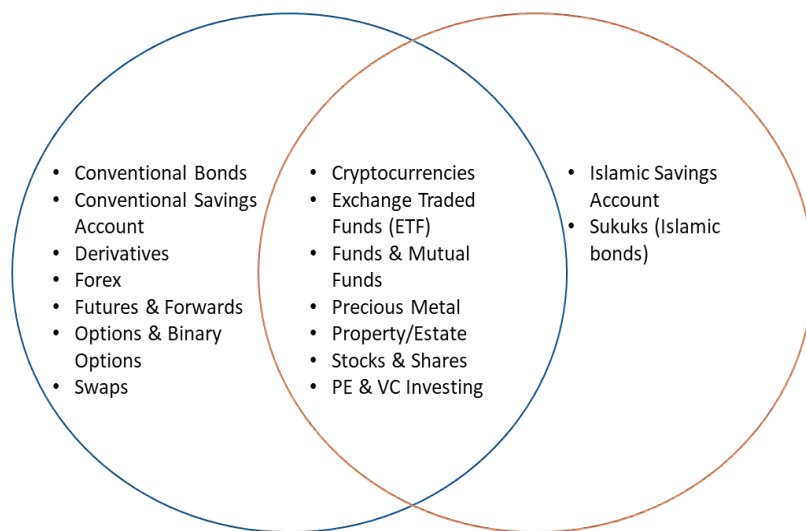 • Conventional Bonds
• Conventional Savings
Account
• Derivatives
• Forex
• Futures & Forwards
• Options & Binary
Options
• Swaps
• Cryptocurrencies
• Exchange Traded
Funds (ETF)
• Funds & Mutual
Funds
• Precious Metal
• Property/Estate
• Stocks & Shares
• PE & VC Investing
• Islamic Savings
Account
• Sukuks (Islamic
bonds)